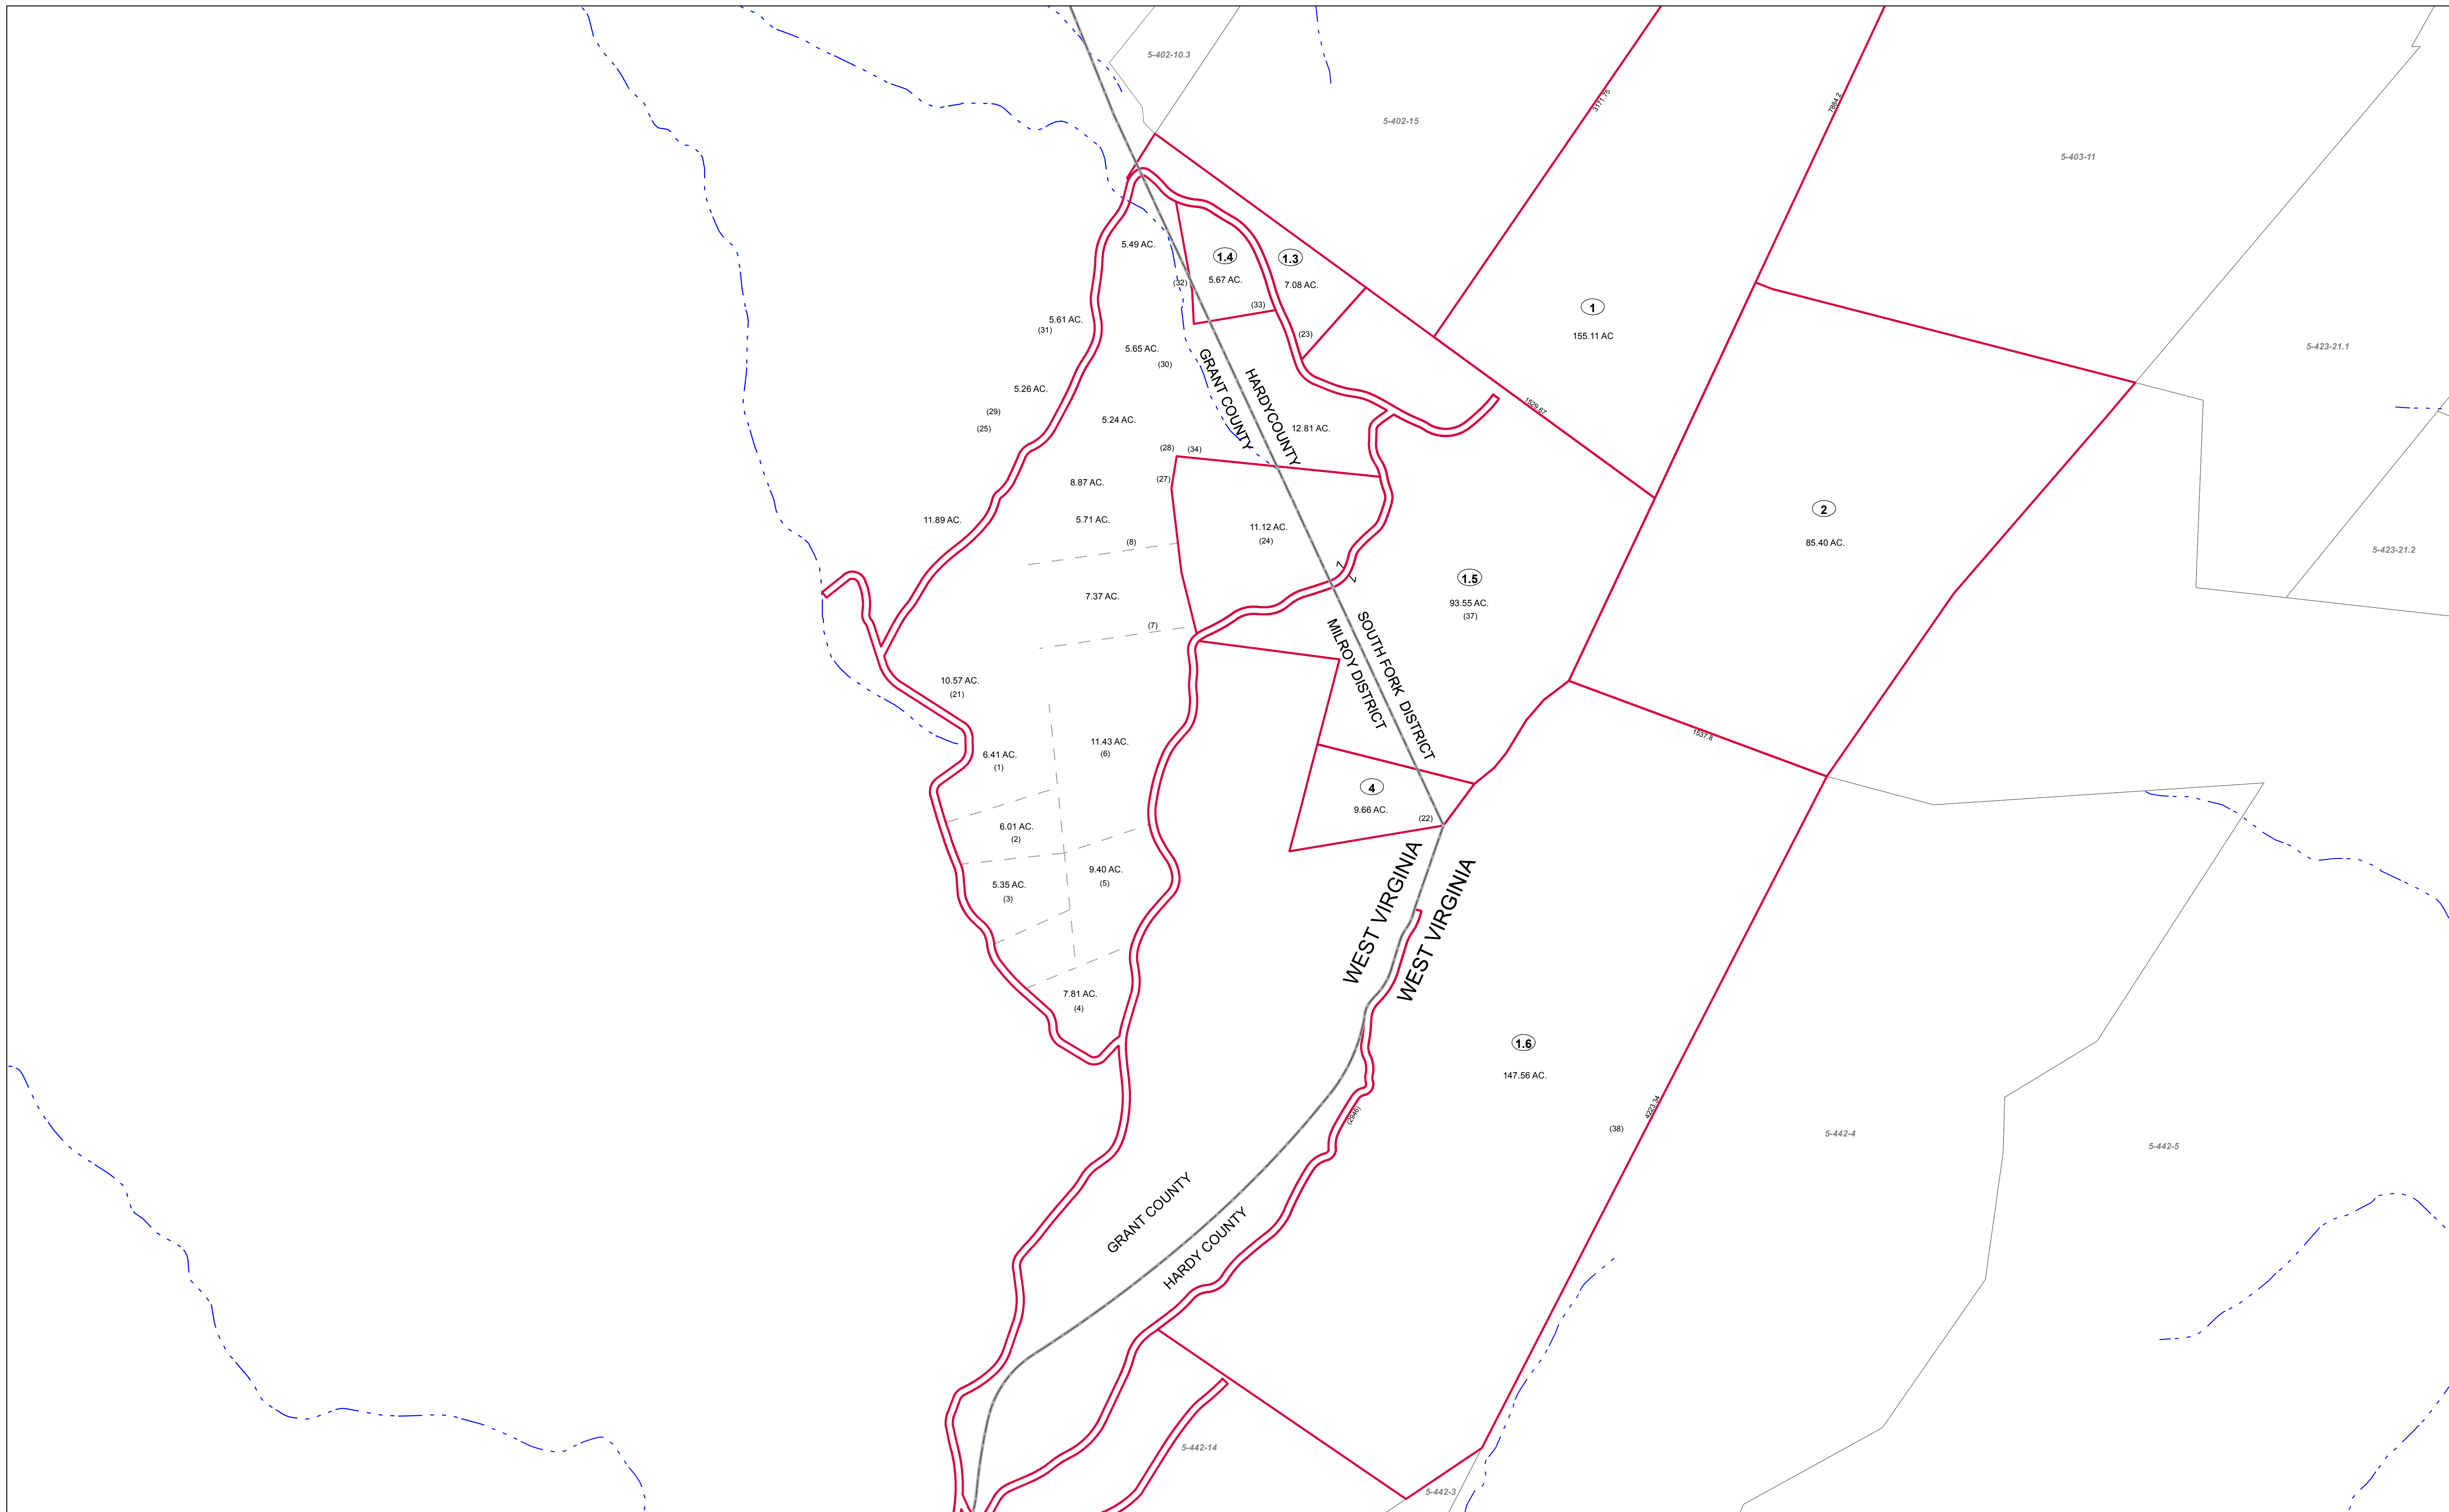 5-402-10.3
5-402-15
3171.75
7884.2
5-403-11
5.49 AC.
1.4
5.67 AC.
1.3
7.08 AC.
(32)
(33)
(23)
1
155.11 AC
5.61 AC.
(31)
5.65 AC.
(30)
5-423-21.1
5.26 AC.
(29)
(25)
5.24 AC.
GRANT COUNTY
HARDYCOUNTY
12.81 AC.
1529.67
(28)
(34)
(27)
8.87 AC.
11.89 AC.
5.71 AC.
(8)
11.12 AC.
(24)
2
85.40 AC.
5-423-21.2
7.37 AC.
(7)
1.5
93.55 AC.
(37)
MILROY DISTRICT
SOUTH FORK DISTRICT
10.57 AC.
(21)
6.41 AC.
(1)
11.43 AC.
(6)
1537.8
4
9.66 AC.
(22)
6.01 AC.
(2)
9.40 AC.
(5)
5.35 AC.
(3)
WEST VIRGINIA
WEST VIRGINIA
7.81 AC.
(4)
1.6
147.56 AC.
(2946)
4223.34
(38)
5-442-4
5-442-5
GRANT COUNTY
HARDY COUNTY
5-442-14
5-442-3